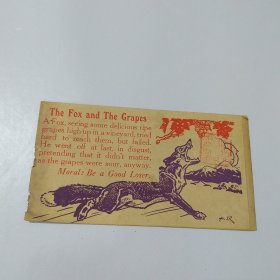 The Fox and The Grapes
A Fox, seeing some delicious ripe
grapes high up in a vineyard, tried
hard to reach them, but failed.
He went off at last, in disgust,
pretending that it didn't matter,
as the grapes were sour, anyway.
Moral: Be a Good Loser.